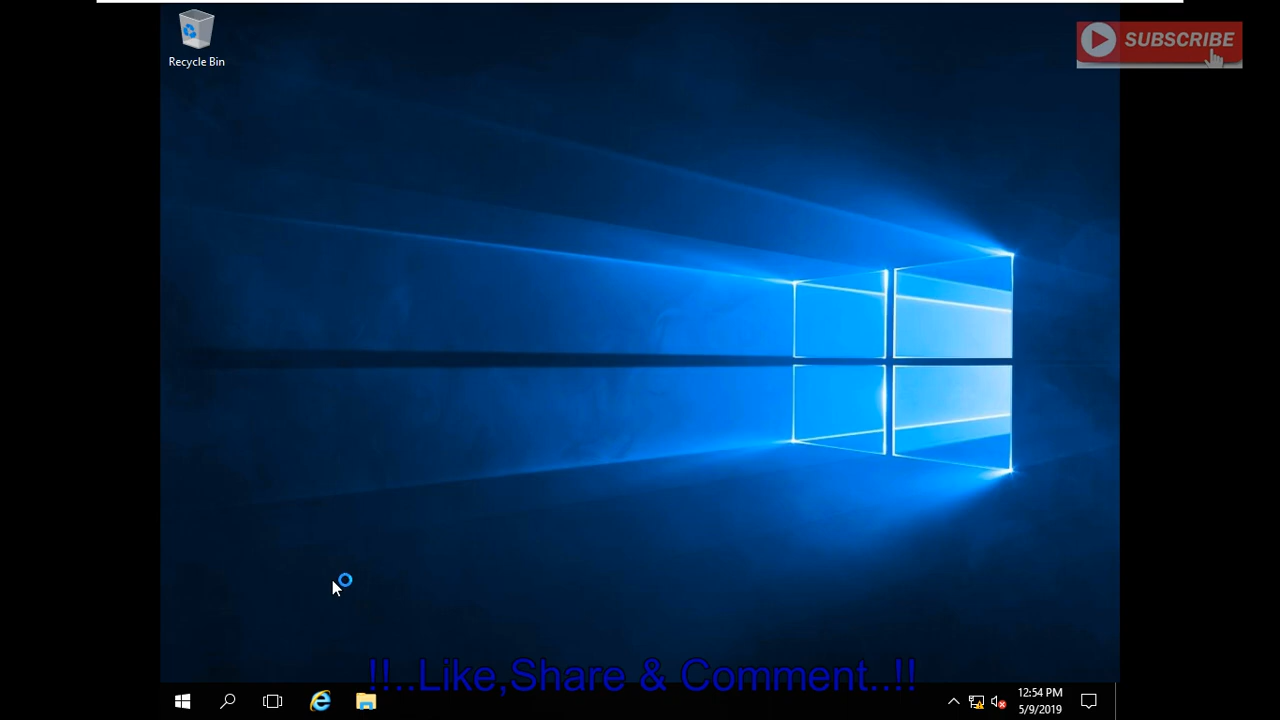 Recycle Bin
SUBSCRIBE
!!..Like,Share & Comment..!!
12:54 PM
5/9/2019